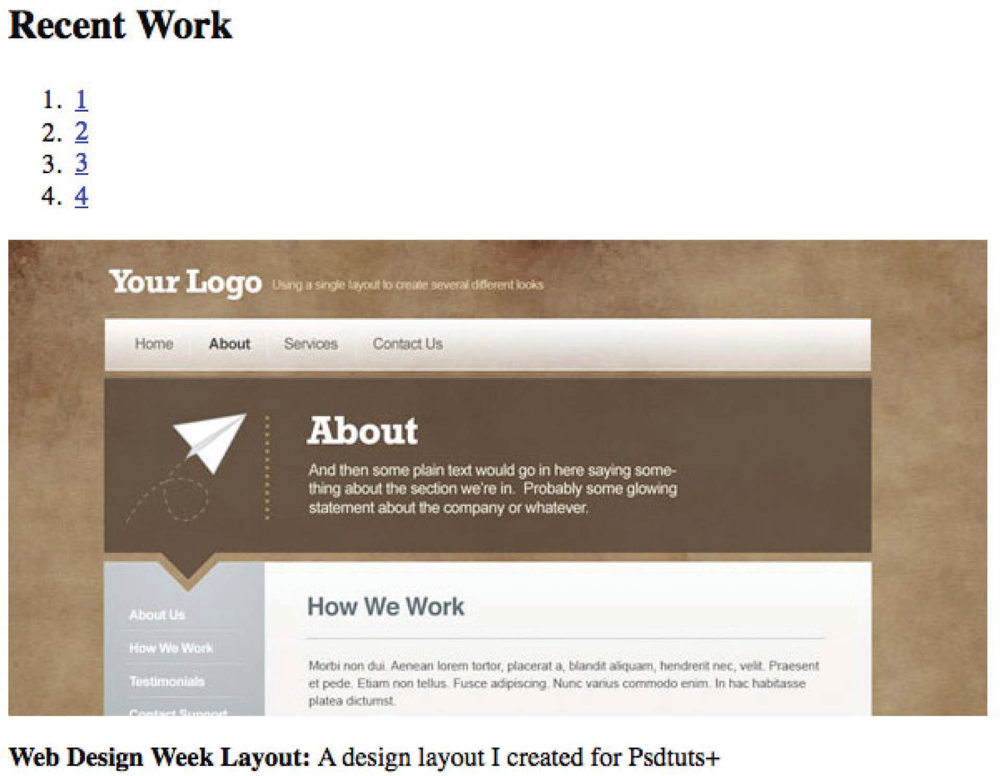 Recent Work
1. 1
2. 2
3. 3
4. 4
Your Logo Using a single layout to create several different looks
Home About Services Contact Us
About
And then some plain text would go in here saying some-
thing about the section we're in. Probably some glowing
statement about the company or whatever.
About Us
How We Work
Testimonials
Contact Support
How We Work
Morbi non dui. Aenean lorem tortor, placerat a, blandit aliquam, hendrerit nec, velit. Praesent
et pede. Etiam non tellus. Fusce adipiscing. Nunc varius commodo enim. In hac habitasse
platea dictumst.
Web Design Week Layout: A design layout I created for Psdtuts+